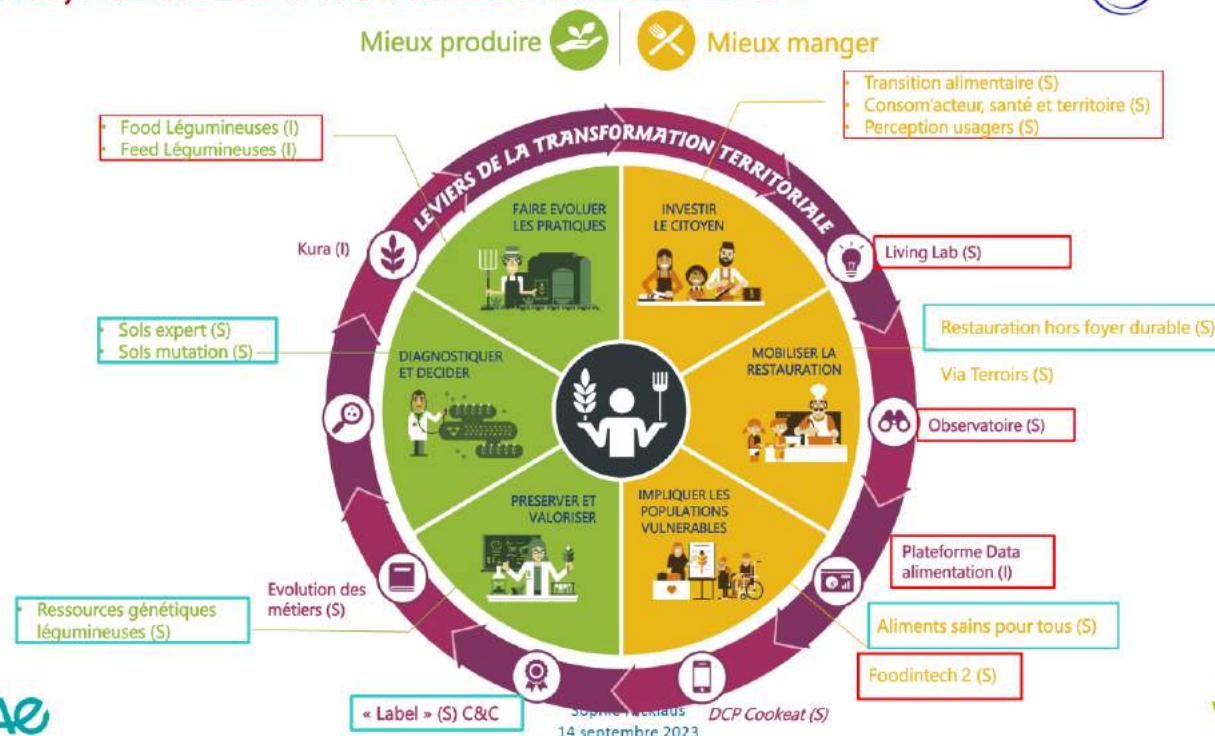 Mieux produire
Mieux manger
• Transition alimentaire (S)
• Consom'acteur, santé et territoire (S)
• Perception usagers (S)
• Food Légumineuses (I)
• Feed Légumineuses (I)
LEVIERS DE LA TRANSFORMATION TERRITORIALE
FAIRE EVOLUER
LES PRATIQUES
INVESTIR
LE CITOYEN
Kura (I)
Living Lab (S)
• Sols expert (S)
• Sols mutation (S)
Restauration hors foyer durable (S)
DIAGNOSTIQUER
ET DECIDER
MOBILISER LA
RESTAURATION
Via Terroirs (S)
Observatoire (S)
PRESERVER ET
VALORISER
IMPLIQUER LES
POPULATIONS
VULNERABLES
Plateforme Data
alimentation (I)
Evolution des
métiers (S)
• Ressources génétiques
légumineuses (S)
Aliments sains pour tous (S)
Foodintech 2 (S)
« Label » (S) C&C
Sophie
DCP Cookeat (S)
14 septembre 2023